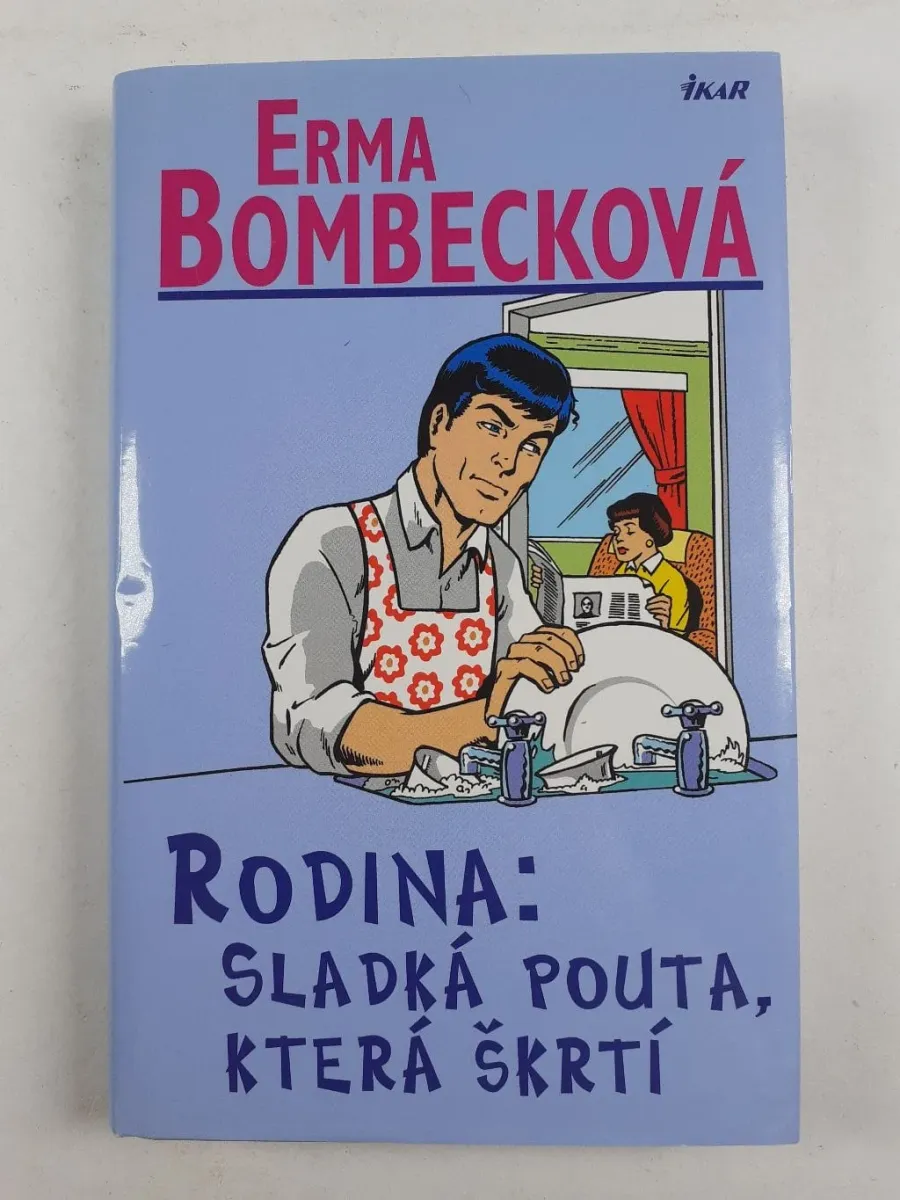 iKAR
ERMA
BOMBECKOVÁ
RODINA:
SLADKÁ POUTA,
KTERÁ ŠKRTÍ